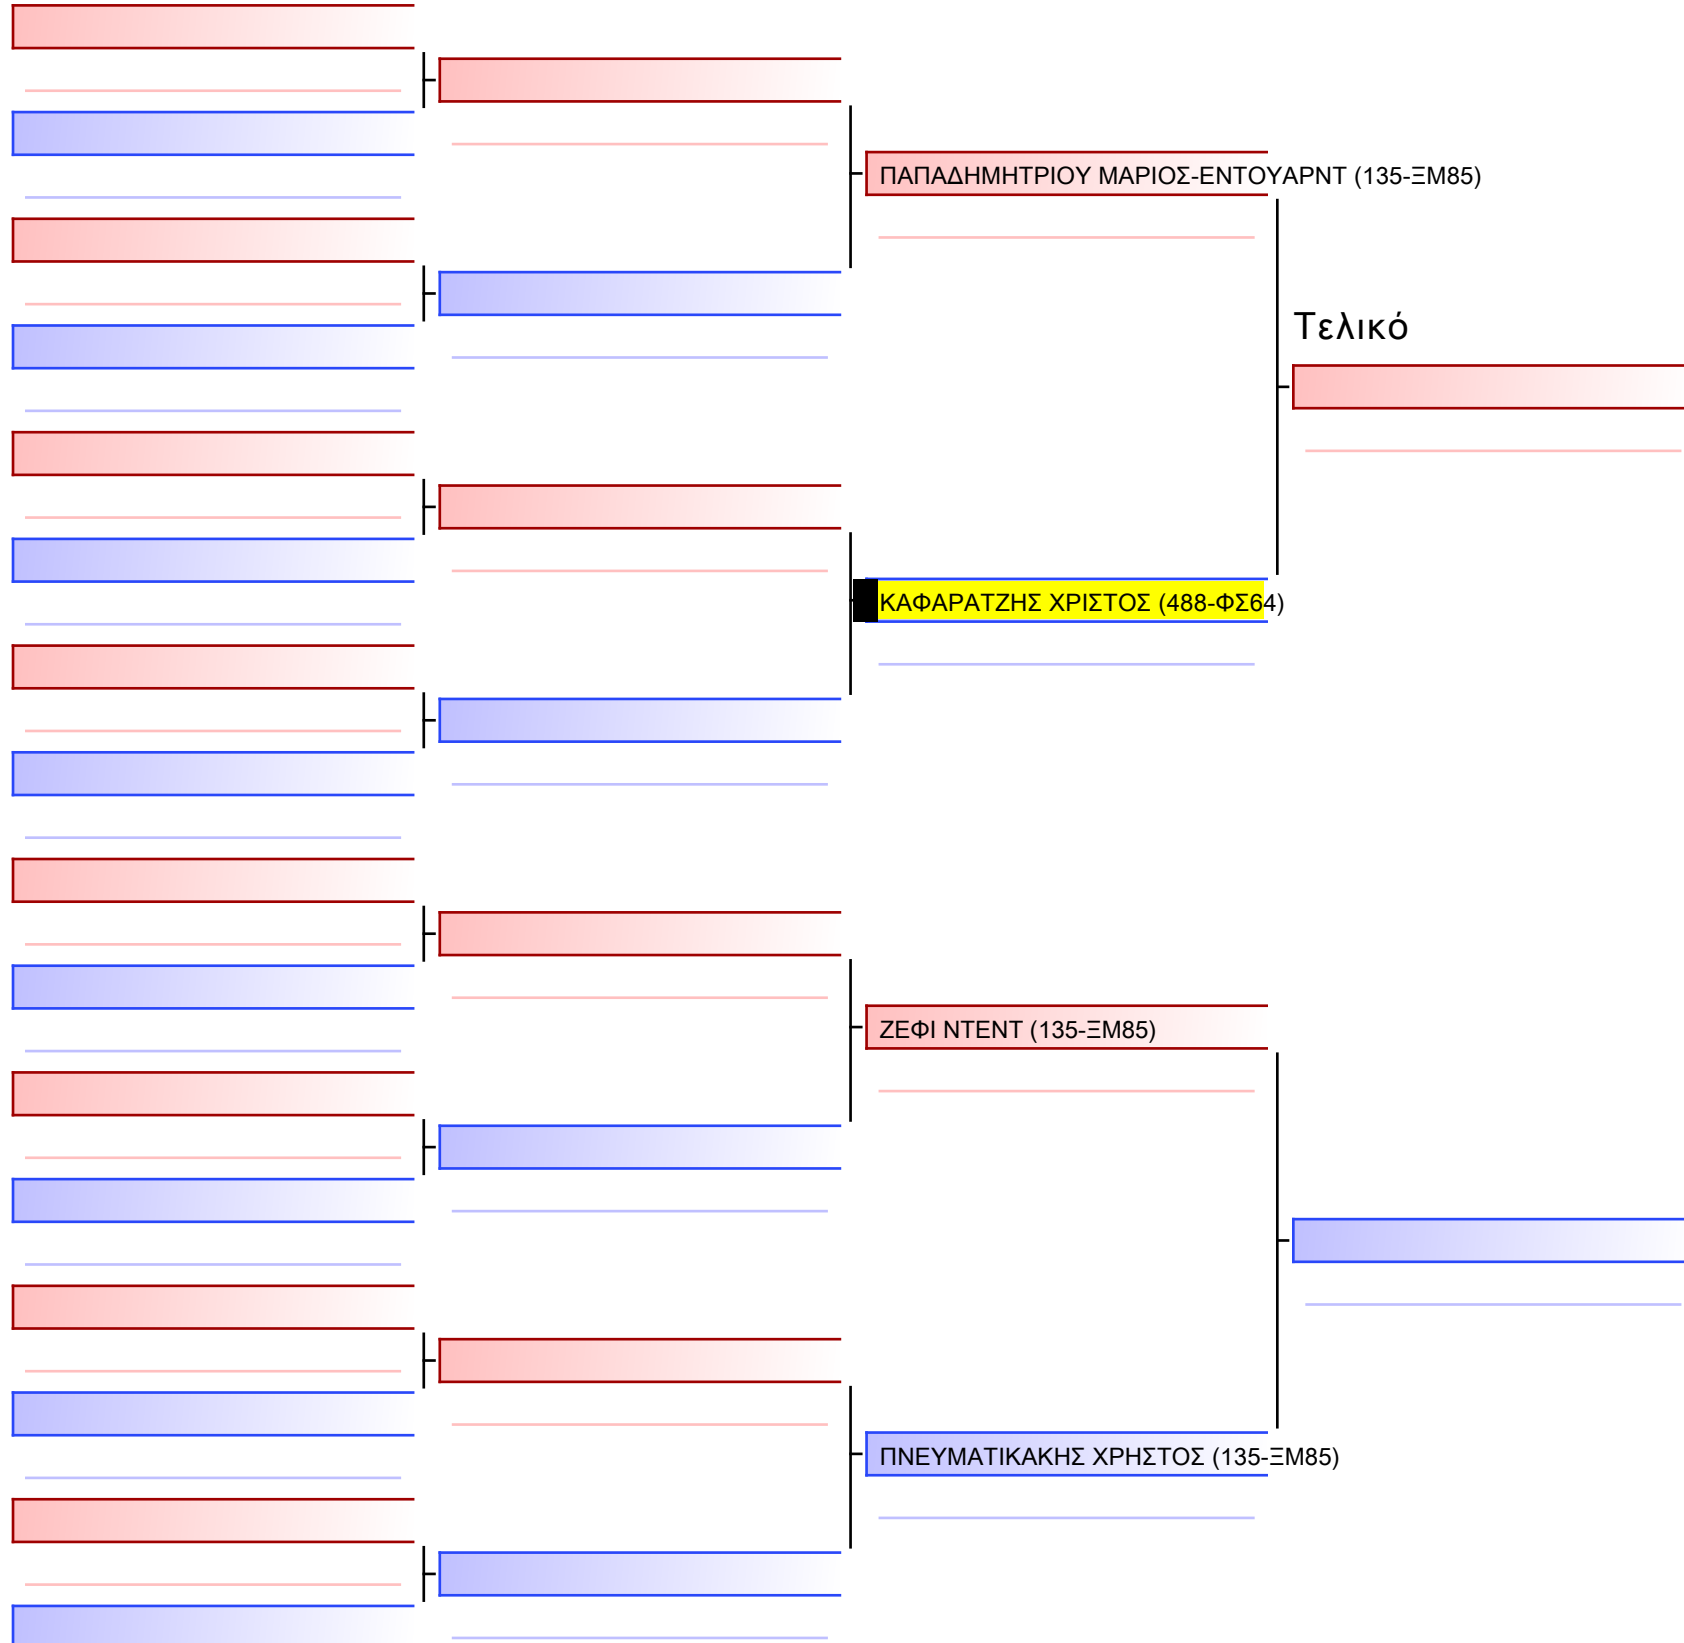 ΠΑΠΑΔΗΜΗΤΡΙΟΥ ΜΑΡΙΟΣ-ΕΝΤΟΥΑΡΝΤ (135-ΞΜ85)
Τελικό
ΚΑΦΑΡΑΤΖΗΣ ΧΡΙΣΤΟΣ (488-ΦΣ64)
ΖΕΦΙ ΝΤΕΝΤ (135-ΞΜ85)
ΠΝΕΥΜΑΤΙΚΑΚΗΣ ΧΡΗΣΤΟΣ (135-ΞΜ85)